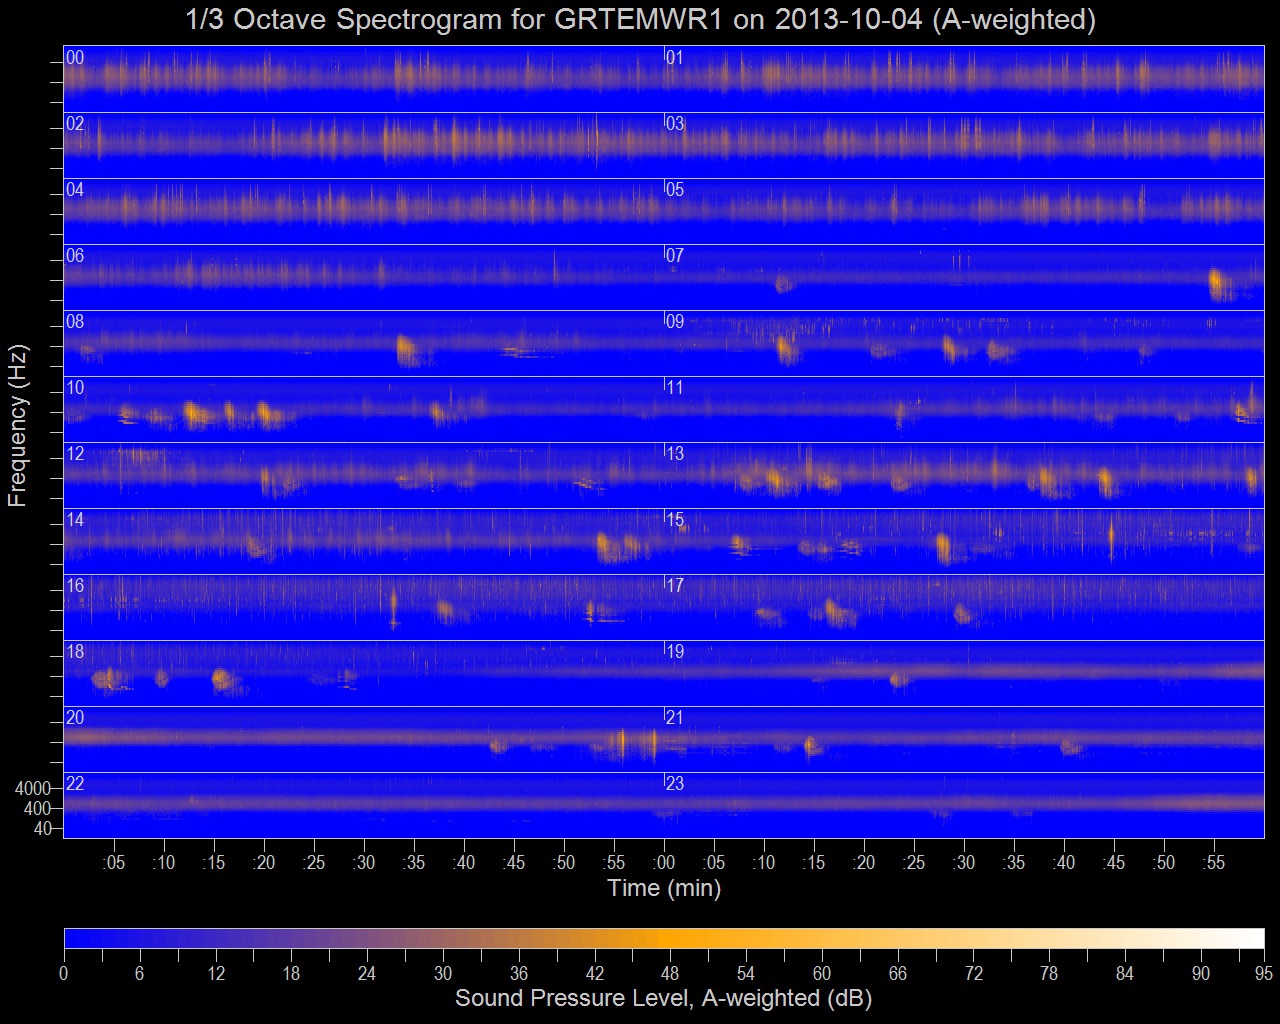 1/3 Octave Spectrogram for GRTEMWR1 on 2013-10-04 (A-weighted)
00 01
02 03
04 05
06 07
08 09
10 11
12 13
14 15
16 17
18 19
20 21
22 23
Frequency (Hz)
4000
400
40
:05 :10 :15 :20 :25 :30 :35 :40 :45 :50 :55 :00 :05 :10 :15 :20 :25 :30 :35 :40 :45 :50 :55
Time (min)
0 6 12 18 24 30 36 42 48 54 60 66 72 78 84 90 95
Sound Pressure Level, A-weighted (dB)